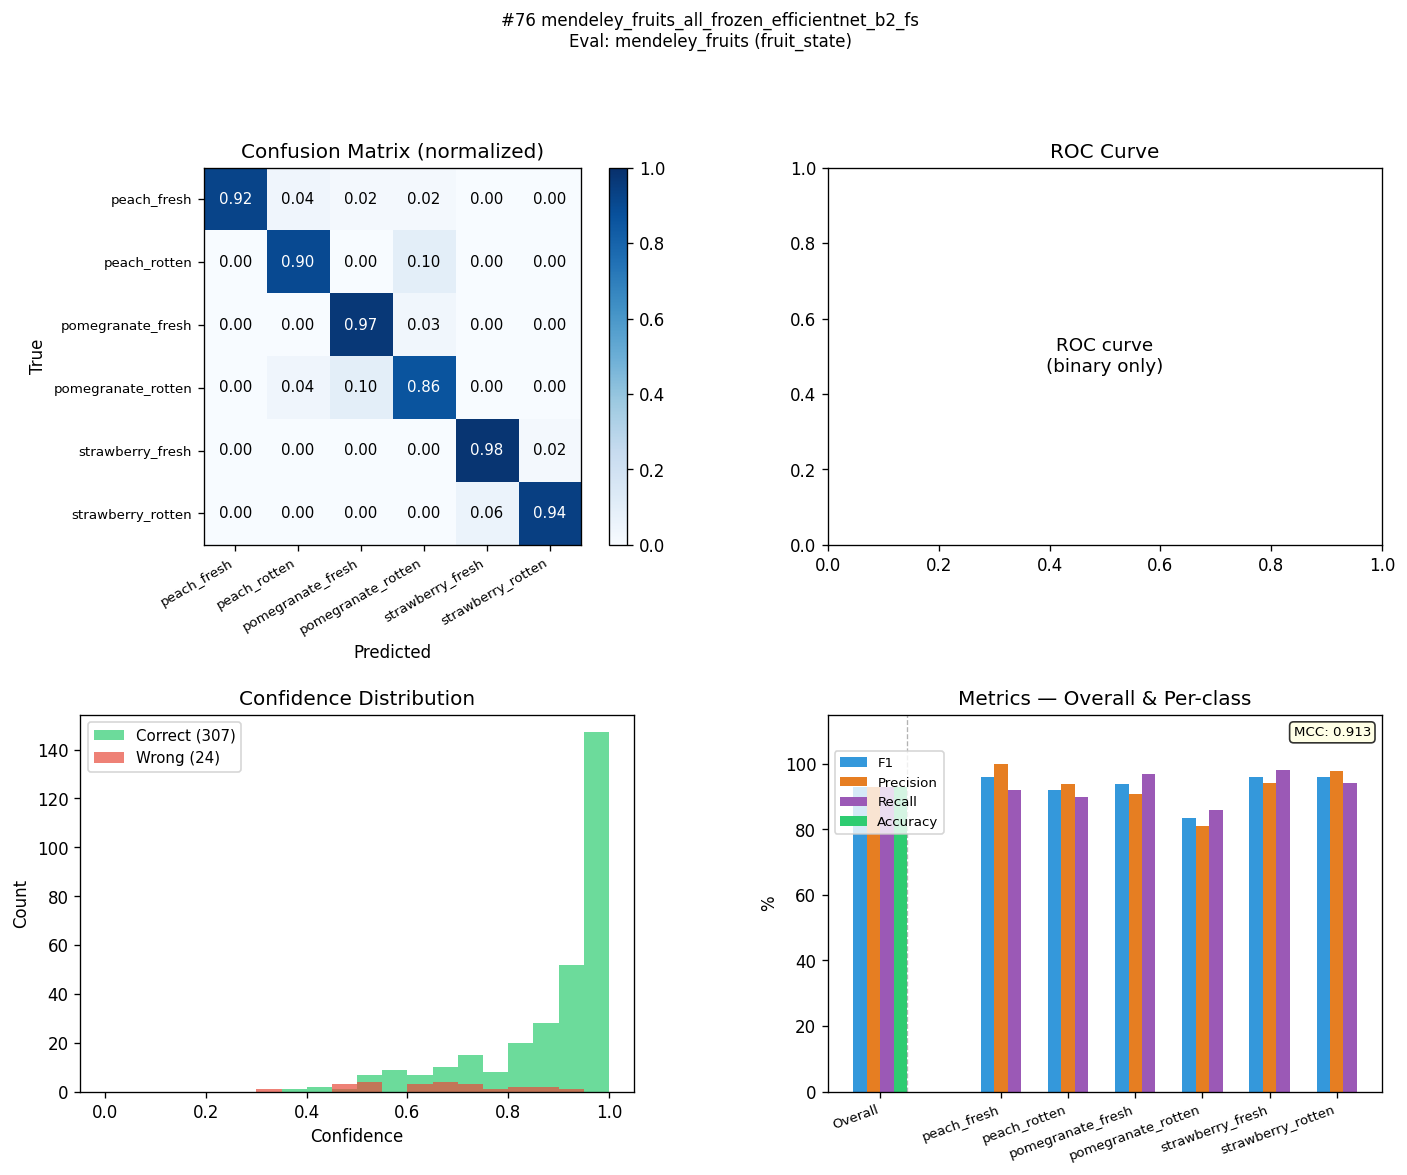 #76 mendeley_fruits_all_frozen_efficientnet_b2_fs
Eval: mendeley_fruits (fruit_state)
Confusion Matrix (normalized)
True
peach_fresh 0.92 0.04 0.02 0.02 0.00 0.00
peach_rotten 0.00 0.90 0.00 0.10 0.00 0.00
pomegranate_fresh 0.00 0.00 0.97 0.03 0.00 0.00
pomegranate_rotten 0.00 0.04 0.10 0.86 0.00 0.00
strawberry_fresh 0.00 0.00 0.00 0.00 0.98 0.02
strawberry_rotten 0.00 0.00 0.00 0.00 0.06 0.94
peach_fresh peach_rotten pomegranate_fresh pomegranate_rotten strawberry_fresh strawberry_rotten
Predicted
1.0
0.8
0.6
0.4
0.2
0.0
ROC Curve
1.0
0.8
0.6
0.4
0.2
0.0
ROC curve
(binary only)
0.0 0.2 0.4 0.6 0.8 1.0
Confidence Distribution
Correct (307)
Wrong (24)
Count
140
120
100
80
60
40
20
0
0.0 0.2 0.4 0.6 0.8 1.0
Confidence
Metrics — Overall & Per-class
MCC: 0.913
F1
Precision
Recall
Accuracy
%
100
80
60
40
20
0
Overall peach_fresh peach_rotten pomegranate_fresh pomegranate_rotten strawberry_fresh strawberry_rotten